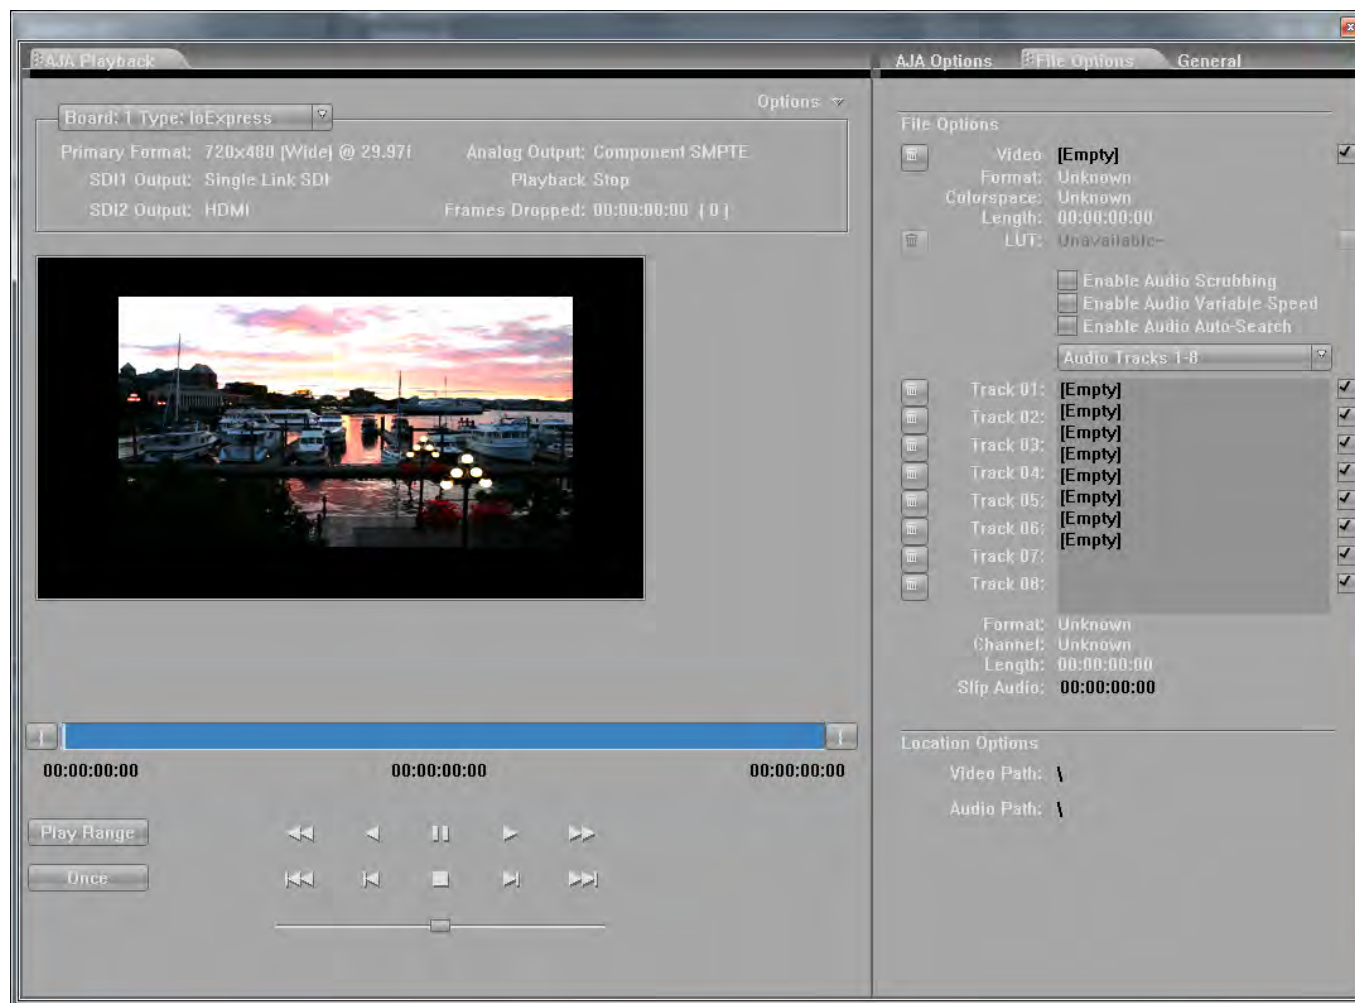 AJA Playback
Options
Board: 1 Type: IoExpress
Primary Format: 720x480 [Wide] @ 29.97i
Analog Output: Component SMPTE
SDI1 Output: Single Link SDI
Playback Stop
SDI2 Output: HDMI
Frames Dropped: 00:00:00:00 ( 0 )
00:00:00:00
00:00:00:00
00:00:00:00
Play Range
Once
AJA Options
File Options
General
File Options
Video [Empty]
Format: Unknown
Colorspace: Unknown
Length: 00:00:00:00
LUT: Unavailable-
Enable Audio Scrubbing
Enable Audio Variable Speed
Enable Audio Auto-Search
Audio Tracks 1-8
Track 01: [Empty]
Track 02: [Empty]
Track 03: [Empty]
Track 04: [Empty]
Track 05: [Empty]
Track 06: [Empty]
Track 07: [Empty]
Track 08: [Empty]
Format: Unknown
Channel: Unknown
Length: 00:00:00:00
Slip Audio: 00:00:00:00
Location Options
Video Path: \
Audio Path: \